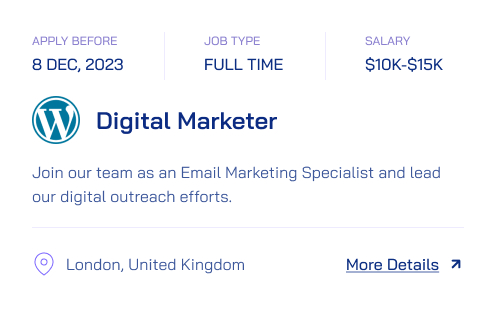 APPLY BEFORE
8 DEC, 2023
JOB TYPE
FULL TIME
SALARY
$10K-$15K
Digital Marketer
Join our team as an Email Marketing Specialist and lead
our digital outreach efforts.
London, United Kingdom
More Details